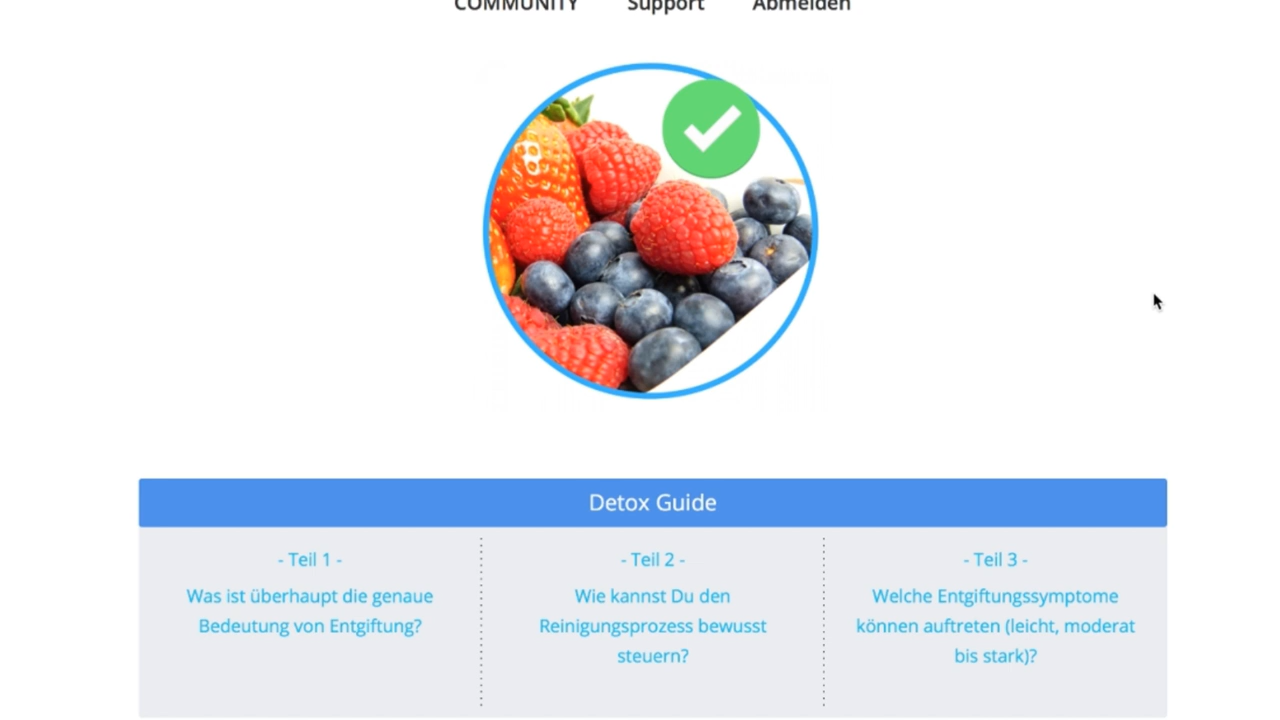 COMMUNITY Support Abmelden
Detox Guide
- Teil 1 -
Was ist überhaupt die genaue
Bedeutung von Entgiftung?
- Teil 2 -
Wie kannst Du den
Reinigungsprozess bewusst
steuern?
- Teil 3 -
Welche Entgiftungssymptome
können auftreten (leicht, moderat
bis stark)?